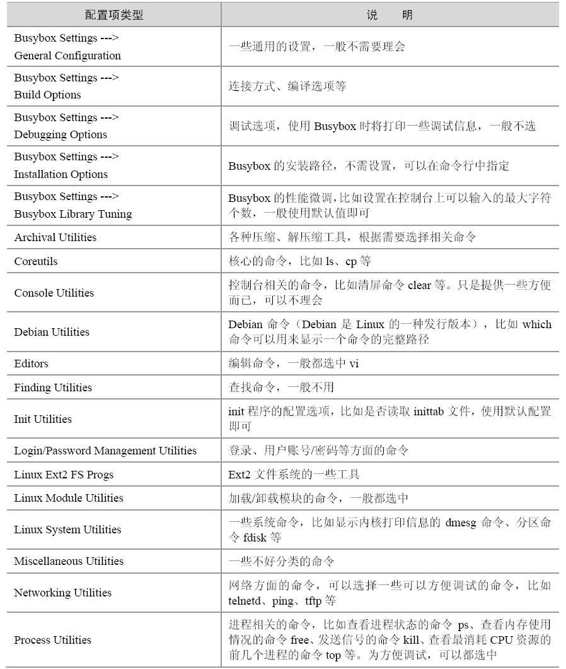 配置项类型 说 明
Busybox Settings --->
General Configuration
一些通用的设置，一般不需要理会
Busybox Settings --->
Build Options
连接方式、编译选项等
Busybox Settings --->
Debugging Options
调试选项，使用 Busybox 时将打印一些调试信息，一般不选
Busybox Settings --->
Installation Options
Busybox 的安装路径，不需设置，可以在命令行中指定
Busybox Settings --->
Busybox Library Tuning
Busybox 的性能微调，比如设置在控制台上可以输入的最大字符
个数，一般使用默认值即可
Archival Utilities 各种压缩、解压缩工具，根据需要选择相关命令
Coreutils 核心的命令，比如 ls、cp 等
Console Utilities
控制台相关的命令，比如清屏命令 clear 等。只是提供一些方便
而已，可以不理会
Debian Utilities
Debian 命令（Debian 是 Linux 的一种发行版本），比如 which
命令可以用来显示一个命令的完整路径
Editors 编辑命令，一般都选中 vi
Finding Utilities 查找命令，一般不用
Init Utilities
init 程序的配置选项，比如是否读取 inittab 文件，使用默认配置
即可
Login/Password Management Utilities 登录、用户账号/密码等方面的命令
Linux Ext2 FS Progs Ext2 文件系统的一些工具
Linux Module Utilities 加载/卸载模块的命令，一般都选中
Linux System Utilities
一些系统命令，比如显示内核打印信息的 dmesg 命令、分区命
令 fdisk 等
Miscellaneous Utilities 一些不好分类的命令
Networking Utilities
网络方面的命令，可以选择一些可以方便调试的命令，比如
telnetd、ping、tftp 等
Process Utilities
进程相关的命令，比如查看进程状态的命令 ps、查看内存使用
情况的命令 free、发送信号的命令 kill、查看最消耗 CPU 资源的
前几个进程的命令 top 等。为方便调试，可以都选中